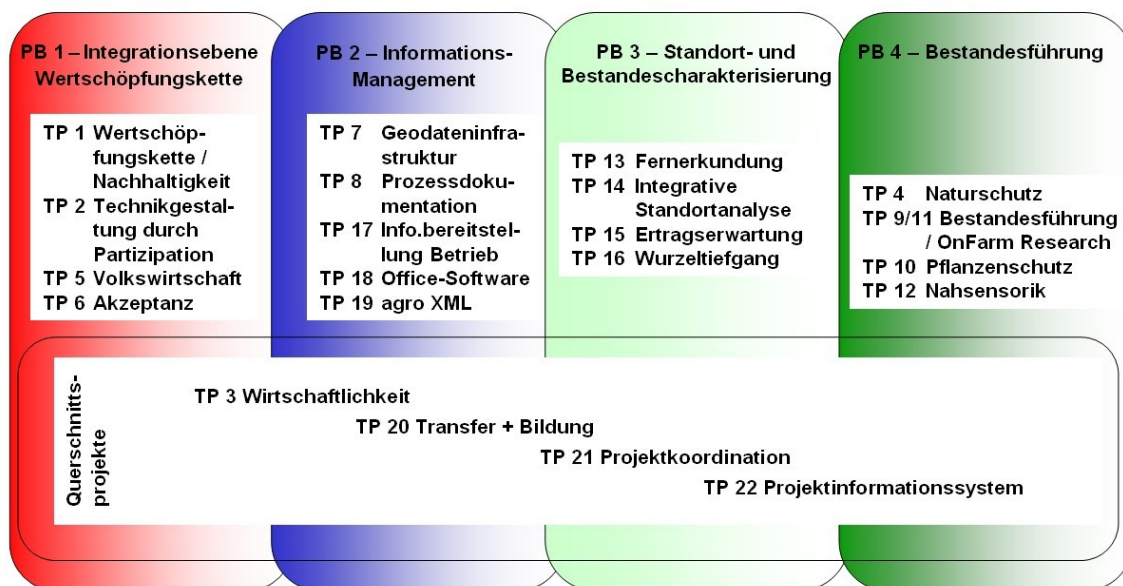 PB 1 – Integrationsebene
Wertschöpfungskette
TP 1 Wertschöp-
fungskette /
Nachhaltigkeit
TP 2 Technikgestal-
tung durch
Partizipation
TP 5 Volkswirtschaft
TP 6 Akzeptanz
PB 2 – Informations-
Management
TP 7 Geodateninfra-
struktur
TP 8 Prozessdoku-
mentation
TP 17 Info.bereitstel-
lung Betrieb
TP 18 Office-Software
TP 19 agro XML
PB 3 – Standort- und
Bestandescharakterisierung
TP 13 Fernerkundung
TP 14 Integrative
Standortanalyse
TP 15 Ertragserwartung
TP 16 Wurzeltiefgang
PB 4 – Bestandesführung
TP 4 Naturschutz
TP 9/11 Bestandesführung
/ OnFarm Research
TP 10 Pflanzenschutz
TP 12 Nahsensorik
Querschnitts-
projekte
TP 3 Wirtschaftlichkeit
TP 20 Transfer + Bildung
TP 21 Projektkoordination
TP 22 Projektinformationssystem